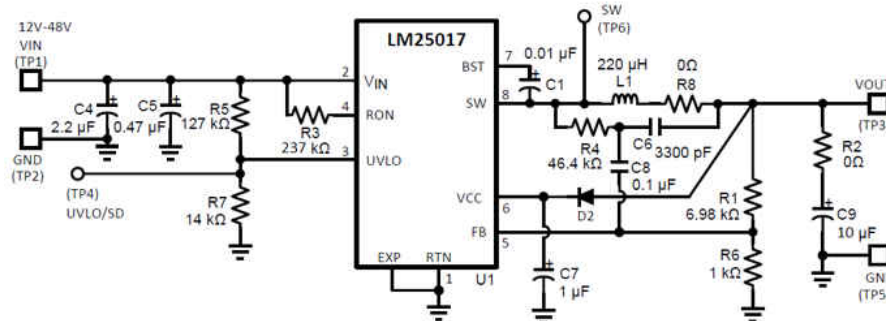 12V-48V
VIN
(TP1)
GND
(TP2)
C4
2.2 µF
C5
0.47 µF
R5
127 kΩ
R3
237 kΩ
(TP4)
UVLO/SD
R7
14 kΩ
LM25017
2
VIN
4
RON
3
UVLO
BST
7
SW
8
VCC
6
FB
5
EXP
RTN
1
U1
0.01 µF
C1
SW
(TP6)
220 µH
L1
0Ω
R8
R4
46.4 kΩ
C6
3300 pF
C8
0.1 µF
D2
C7
1 µF
R1
6.98 kΩ
R6
1 kΩ
R2
0Ω
C9
10 µF
VOUT
(TP3
GN
TP5
+
+
+
+
+